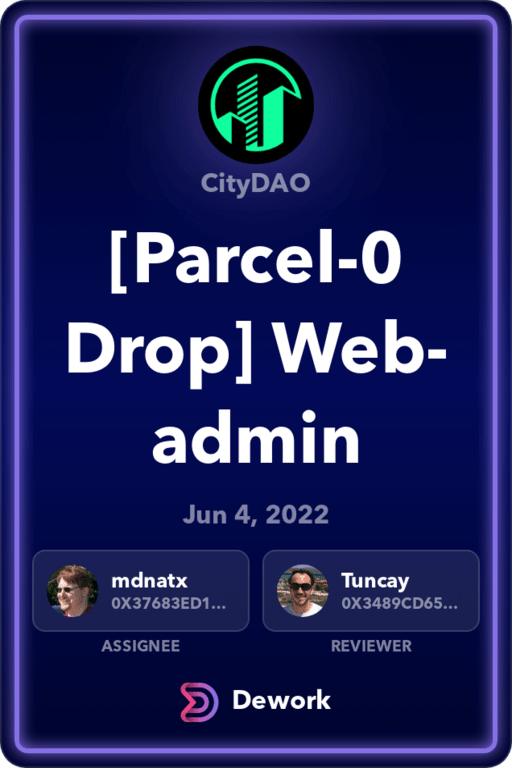 CityDAO
[Parcel-0
Drop] Web-
admin
Jun 4, 2022
mdnatx
0X37683ED1...
Tuncay
0X3489CD65...
ASSIGNEE
REVIEWER
Dework